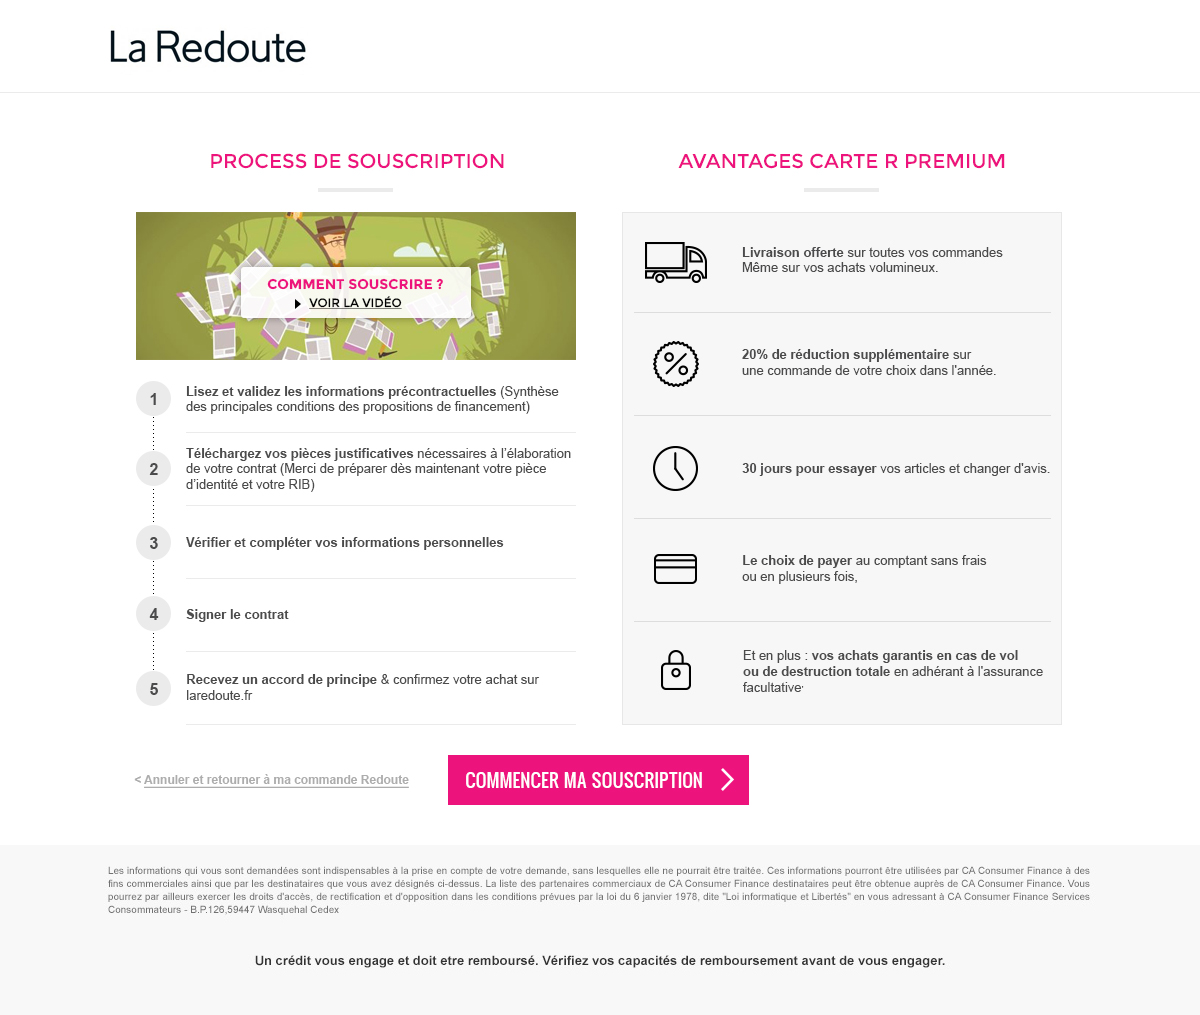 La Redoute
PROCESS DE SOUSCRIPTION
COMMENT SOUSCRIRE ?
VOIR LA VIDÉO
1
Lisez et validez les informations précontractuelles (Synthèse
des principales conditions des propositions de financement)
2
Téléchargez vos pièces justificatives nécessaires à l'élaboration
de votre contrat (Merci de préparer dès maintenant votre pièce
d'identité et votre RIB)
3
Vérifier et compléter vos informations personnelles
4
Signer le contrat
5
Recevez un accord de principe & confirmez votre achat sur
laredoute.fr
AVANTAGES CARTE R PREMIUM
Livraison offerte sur toutes vos commandes
Même sur vos achats volumineux.
%
20% de réduction supplémentaire sur
une commande de votre choix dans l'année.
30 jours pour essayer vos articles et changer d'avis.
Le choix de payer au comptant sans frais
ou en plusieurs fois,
Et en plus : vos achats garantis en cas de vol
ou de destruction totale en adhérant à l'assurance
facultative,
< Annuler et retourner à ma commande Redoute
COMMENCER MA SOUSCRIPTION
Les informations qui vous sont demandées sont indispensables à la prise en compte de votre demande, sans lesquelles elle ne pourrait être traitée. Ces informations pourront être utilisées par CA Consumer Finance à des
fins commerciales ainsi que par les destinataires que vous avez désignés ci-dessus. La liste des partenaires commerciaux de CA Consumer Finance destinataires peut être obtenue auprès de CA Consumer Finance. Vous
pourrez par ailleurs exercer les droits d'accès, de rectification et d'opposition dans les conditions prévues par la loi du 6 janvier 1978, dite "Loi informatique et Libertés" en vous adressant à CA Consumer Finance Services
Consommateurs - B.P.126,59447 Wasquehal Cedex
Un crédit vous engage et doit etre remboursé. Vérifiez vos capacités de remboursement avant de vous engager.